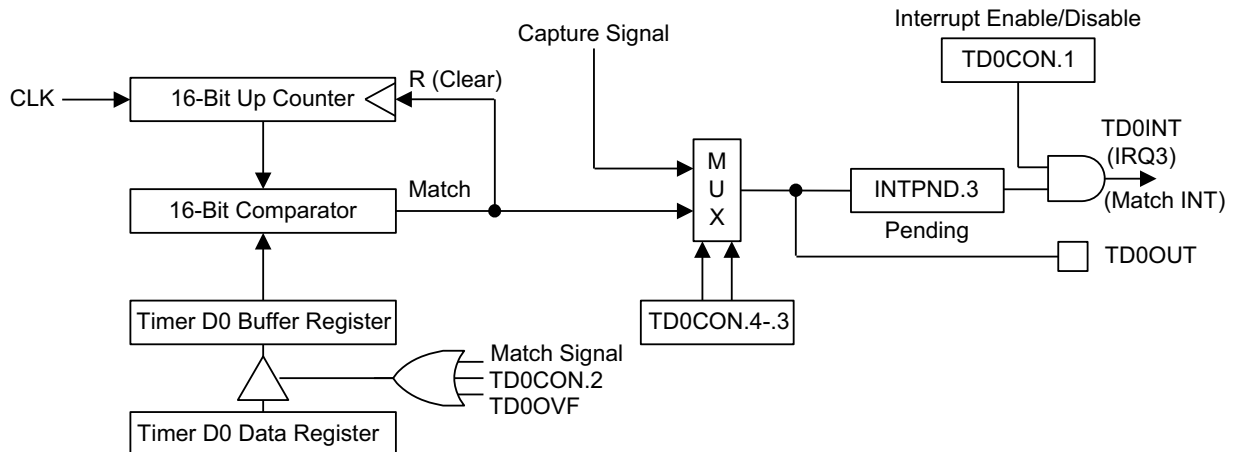 Interrupt Enable/Disable
Capture Signal
TD0CON.1
R (Clear)
CLK
16-Bit Up Counter
TD0INT
(IRQ3)
M
U
X
Match
16-Bit Comparator
INTPND.3
(Match INT)
Pending
TD0OUT
Timer D0 Buffer Register
TD0CON.4-.3
Match Signal
TD0CON.2
TD0OVF
Timer D0 Data Register